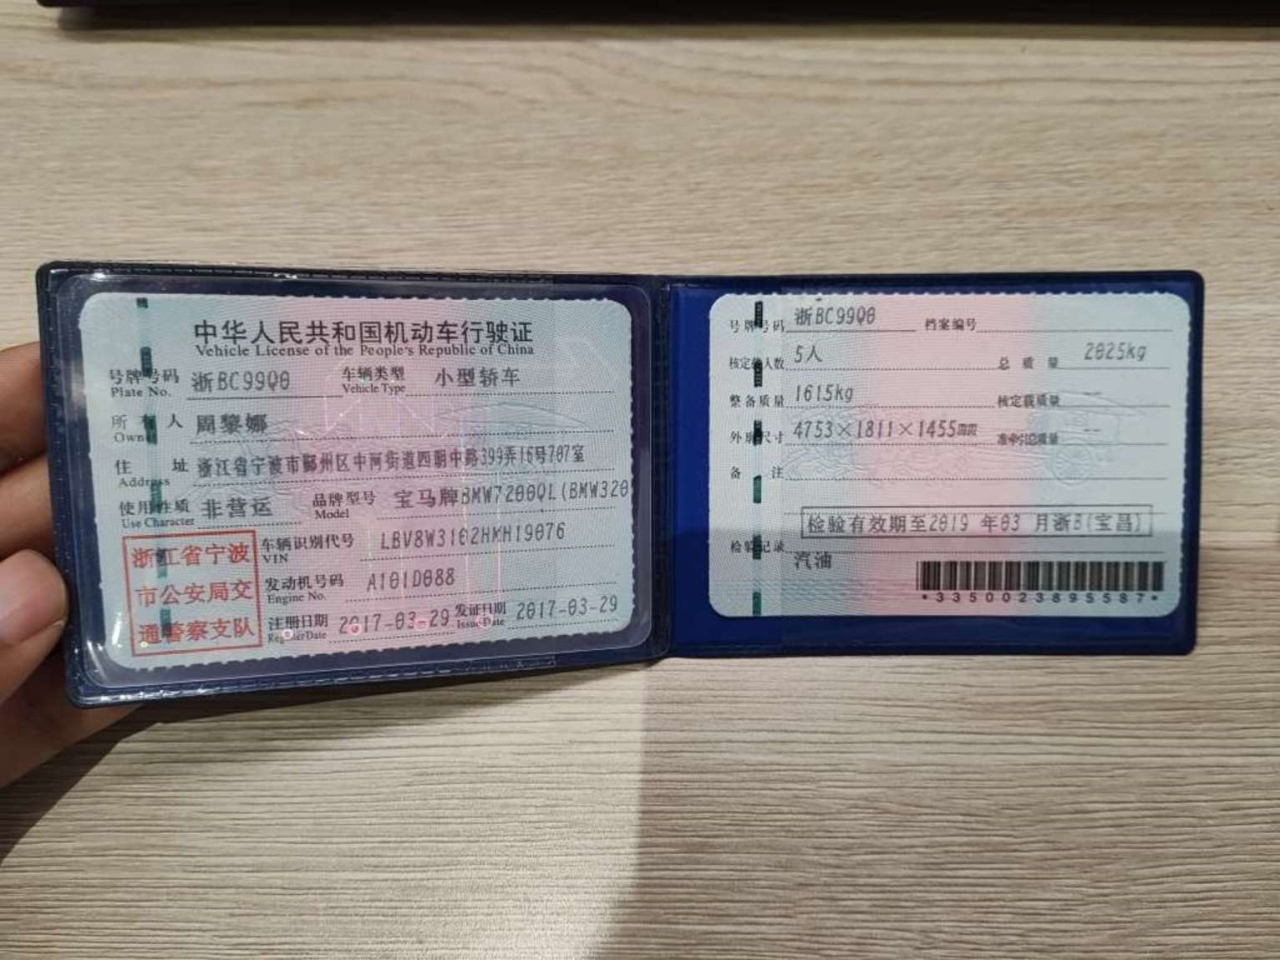 中华人民共和国机动车行驶证
Vehicle License of the People's Republic of China
号牌号码 浙BC99Q0 车辆类型 小型轿车
Plate No. Vehicle Type
所有人 周黎娜
Owner
住址 浙江省宁波市鄞州区中河街道四明中路399弄16号707室
Address
使用性质 非营运 品牌型号 宝马牌BMW7200QL(BMW320
Use Character Model
浙江省宁波
市公安局交
通警察支队
车辆识别代号 LBV8W3102HMH19076
VIN
发动机号码 A101D088
Engine No.
注册日期 2017-03-29 发证日期 2017-03-29
Register Date Issue Date
号牌号码 浙BC99Q0 档案编号
核定载人数 5人 总质量 2025kg
整备质量 1615kg 核定载质量 --
外廓尺寸 4753×1811×1455mm 准牵引总质量 --
备注
检验有效期至2019 年03 月浙B(宝昌)
检验记录
汽油
*3350023895587*